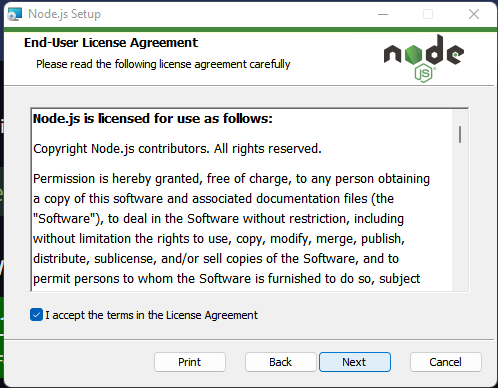 Node.js Setup
End-User License Agreement
Please read the following license agreement carefully
node
JS
Node.js is licensed for use as follows:
Copyright Node.js contributors. All rights reserved.
Permission is hereby granted, free of charge, to any person obtaining
a copy of this software and associated documentation files (the
"Software"), to deal in the Software without restriction, including
without limitation the rights to use, copy, modify, merge, publish,
distribute, sublicense, and/or sell copies of the Software, and to
permit persons to whom the Software is furnished to do so, subject
I accept the terms in the License Agreement
Print
Back
Next
Cancel